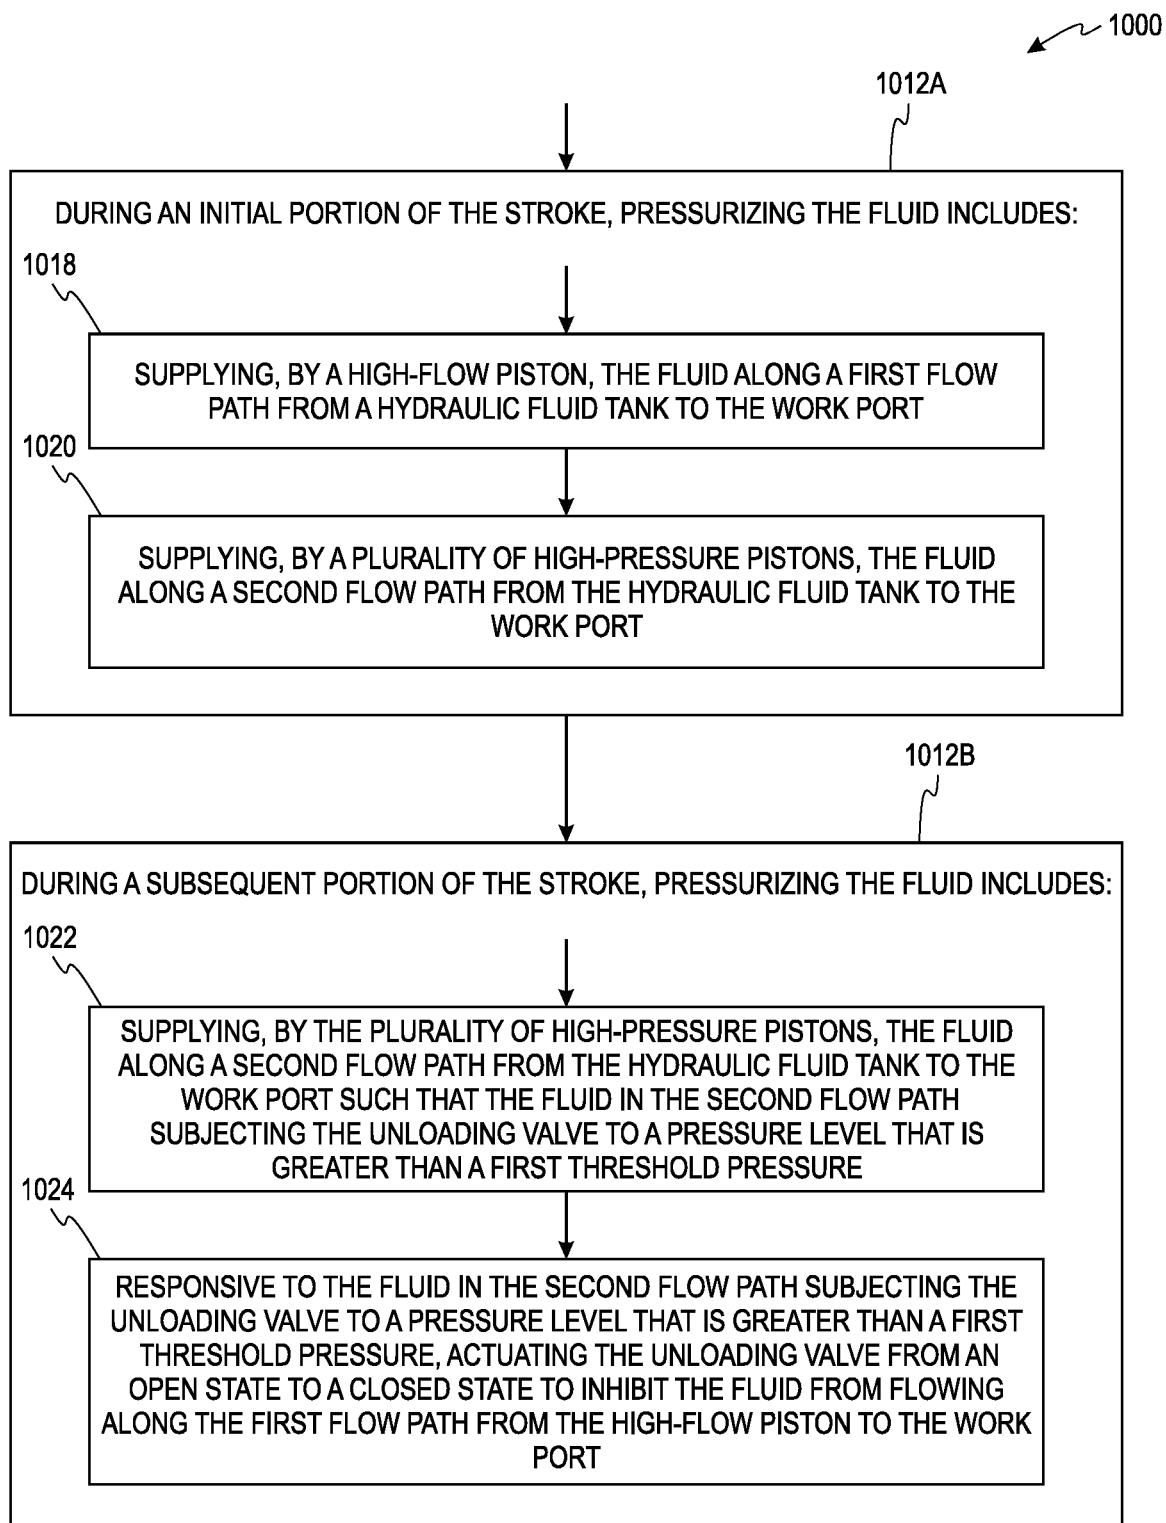 1000
1012A
DURING AN INITIAL PORTION OF THE STROKE, PRESSURIZING THE FLUID INCLUDES:
1018
SUPPLYING, BY A HIGH-FLOW PISTON, THE FLUID ALONG A FIRST FLOW
PATH FROM A HYDRAULIC FLUID TANK TO THE WORK PORT
1020
SUPPLYING, BY A PLURALITY OF HIGH-PRESSURE PISTONS, THE FLUID
ALONG A SECOND FLOW PATH FROM THE HYDRAULIC FLUID TANK TO THE
WORK PORT
1012B
DURING A SUBSEQUENT PORTION OF THE STROKE, PRESSURIZING THE FLUID INCLUDES:
1022
SUPPLYING, BY THE PLURALITY OF HIGH-PRESSURE PISTONS, THE FLUID
ALONG A SECOND FLOW PATH FROM THE HYDRAULIC FLUID TANK TO THE
WORK PORT SUCH THAT THE FLUID IN THE SECOND FLOW PATH
SUBJECTING THE UNLOADING VALVE TO A PRESSURE LEVEL THAT IS
GREATER THAN A FIRST THRESHOLD PRESSURE
1024
RESPONSIVE TO THE FLUID IN THE SECOND FLOW PATH SUBJECTING THE
UNLOADING VALVE TO A PRESSURE LEVEL THAT IS GREATER THAN A FIRST
THRESHOLD PRESSURE, ACTUATING THE UNLOADING VALVE FROM AN
OPEN STATE TO A CLOSED STATE TO INHIBIT THE FLUID FROM FLOWING
ALONG THE FIRST FLOW PATH FROM THE HIGH-FLOW PISTON TO THE WORK
PORT